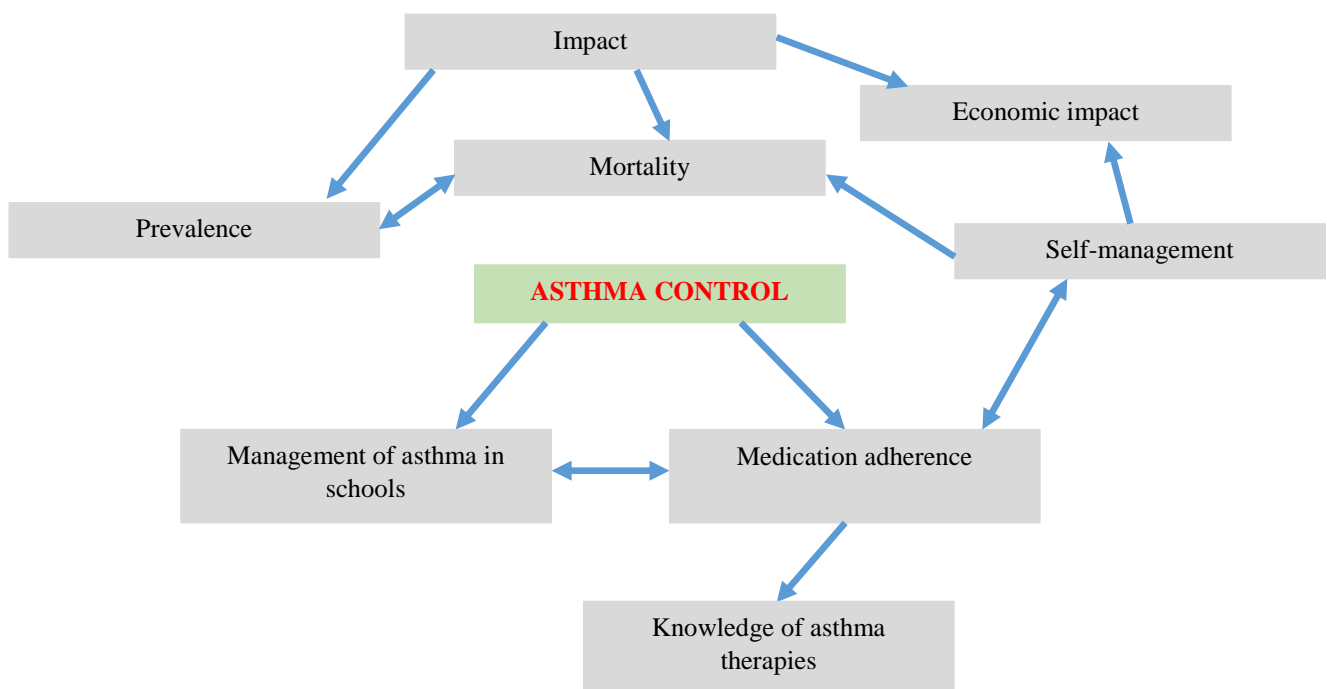 Impact
Economic impact
Mortality
Prevalence
Self-management
ASTHMA CONTROL
Management of asthma in
schools
Medication adherence
Knowledge of asthma
therapies